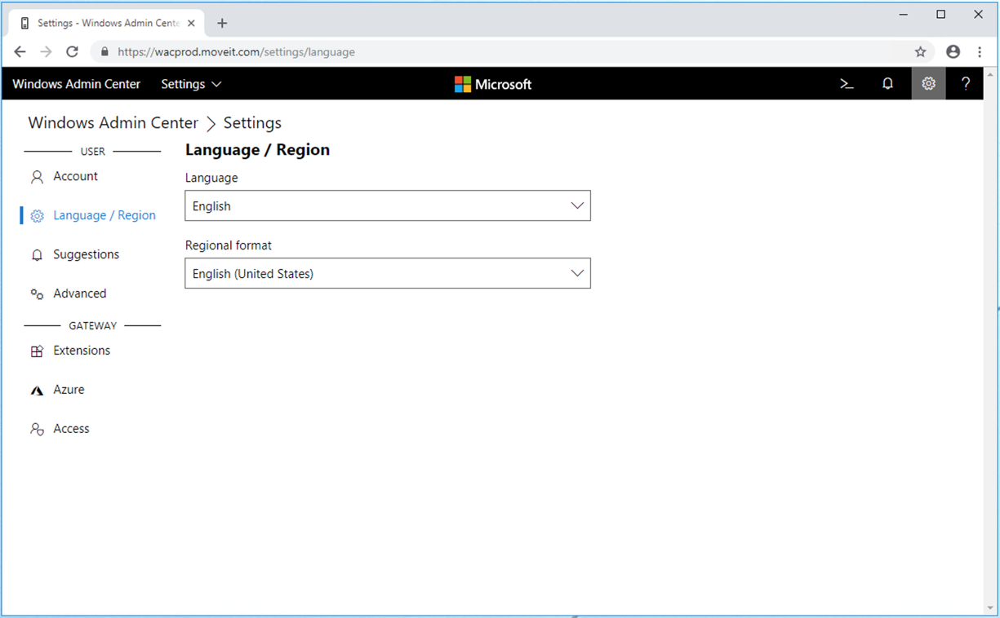 Settings - Windows Admin Cente
https://wacprod.moveit.com/settings/language
Windows Admin Center Settings Microsoft >_ ?
Windows Admin Center > Settings
USER
Account
Language / Region
Suggestions
Advanced
GATEWAY
Extensions
Azure
Access
Language / Region
Language
English
Regional format
English (United States)